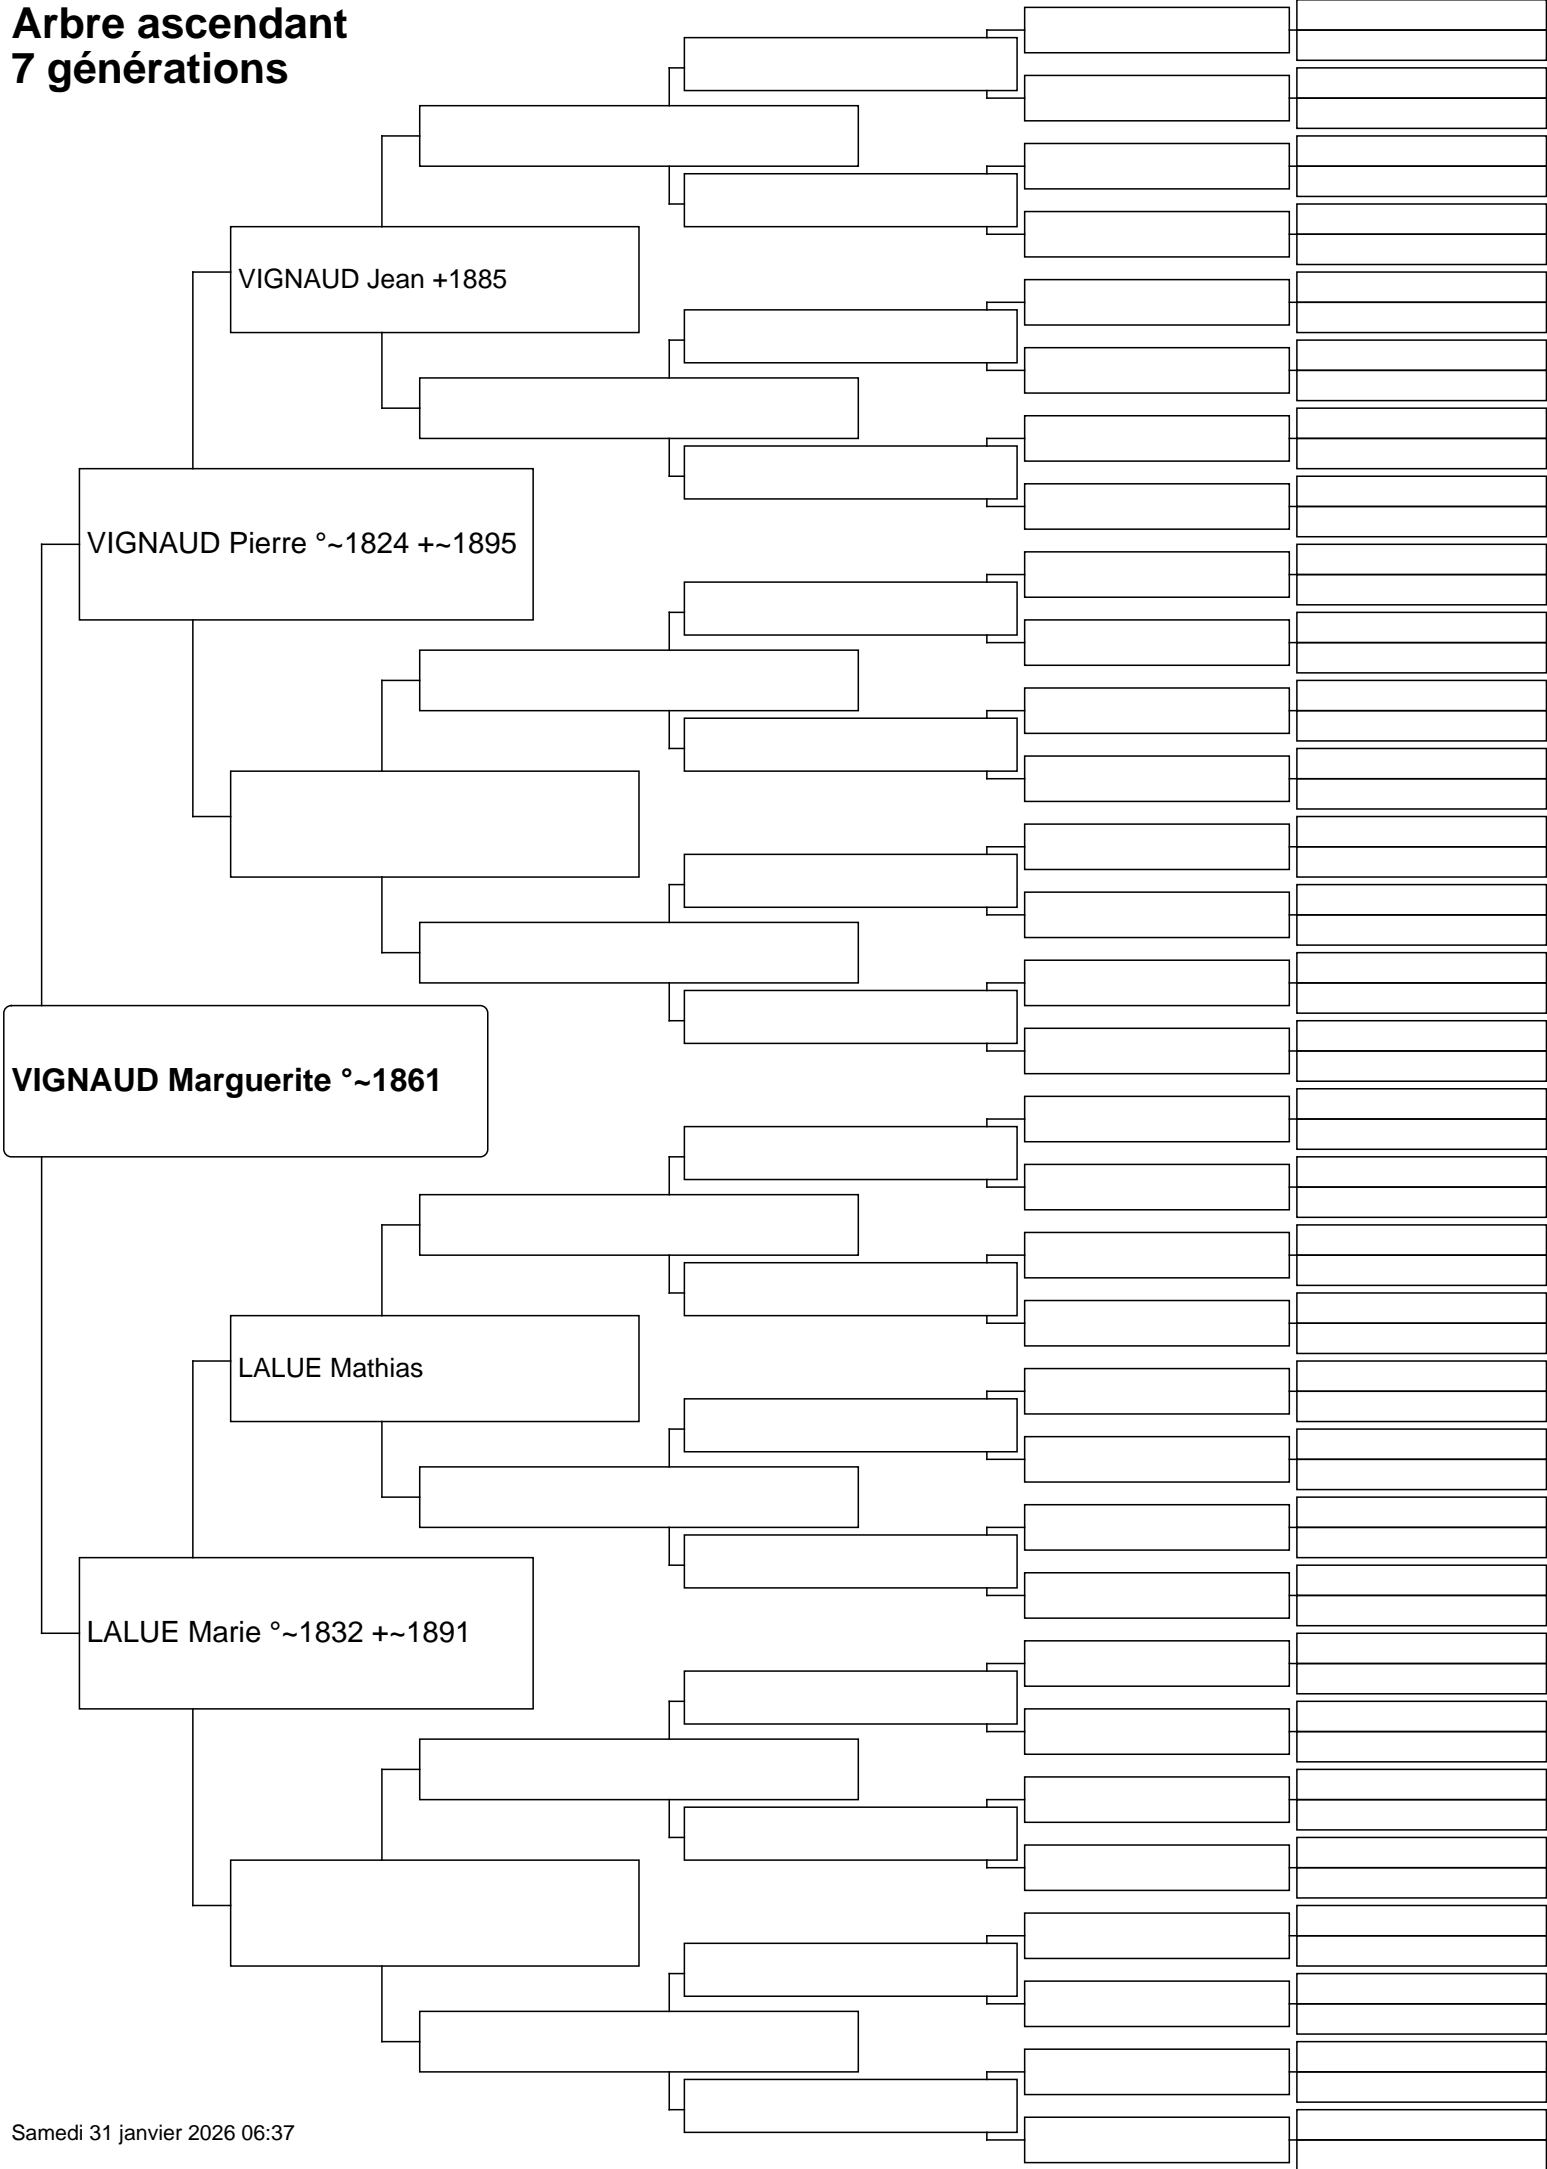 Arbre ascendant
7 générations
VIGNAUD Jean +1885
VIGNAUD Pierre °~1824 +~1895
VIGNAUD Marguerite °~1861
LALUE Mathias
LALUE Marie °~1832 +~1891
Samedi 31 janvier 2026 06:37